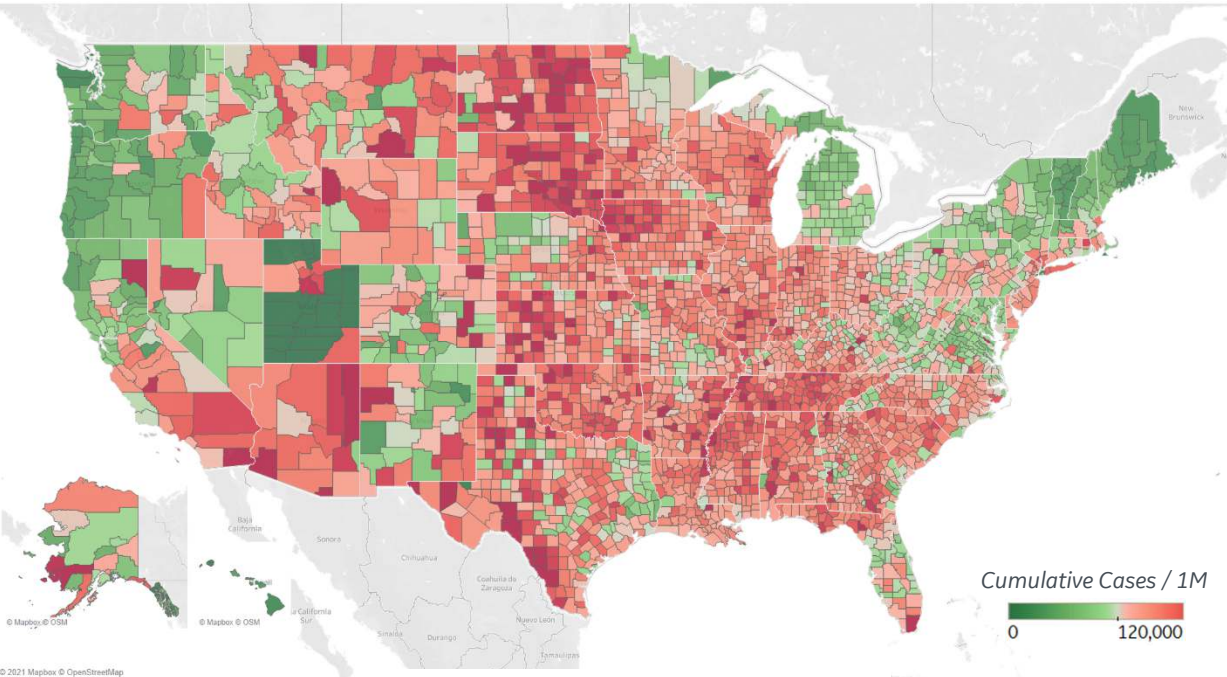 New
Brunswick
Baja
California
Sonora
Chihuahua
Coahuila de
Zaragoza
Cumulative Cases / 1M
0
120,000
© Mapbox © OSM
© Mapbox © OSM
a California
Sur
Sinaloa
Durango
Nuevo León
Tamaulipas
© 2021 Mapbox © OpenStreetMap